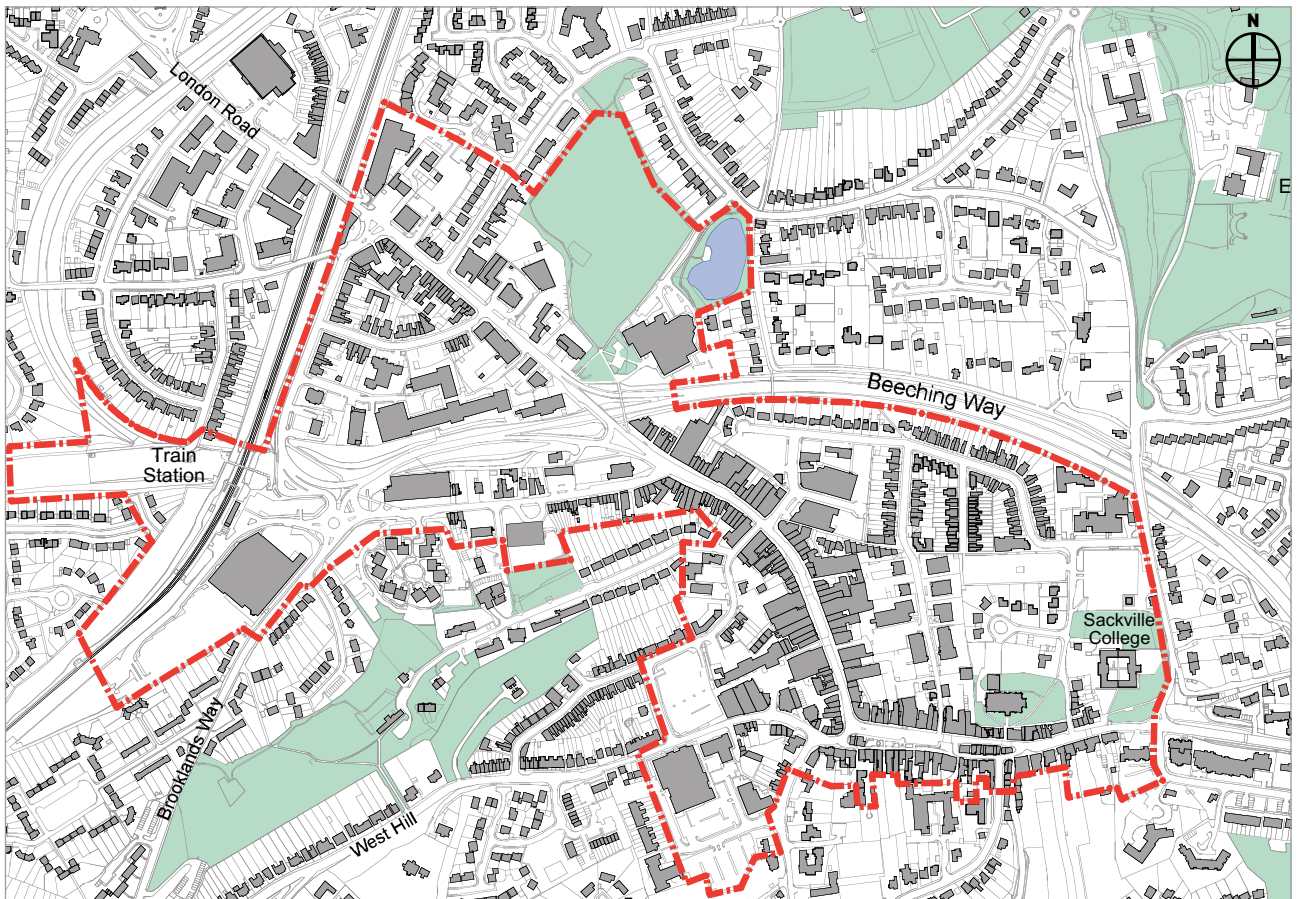 N
London Road
E
Beeching Way
Train
Station
Sackville
College
Brooklands Way
West Hill